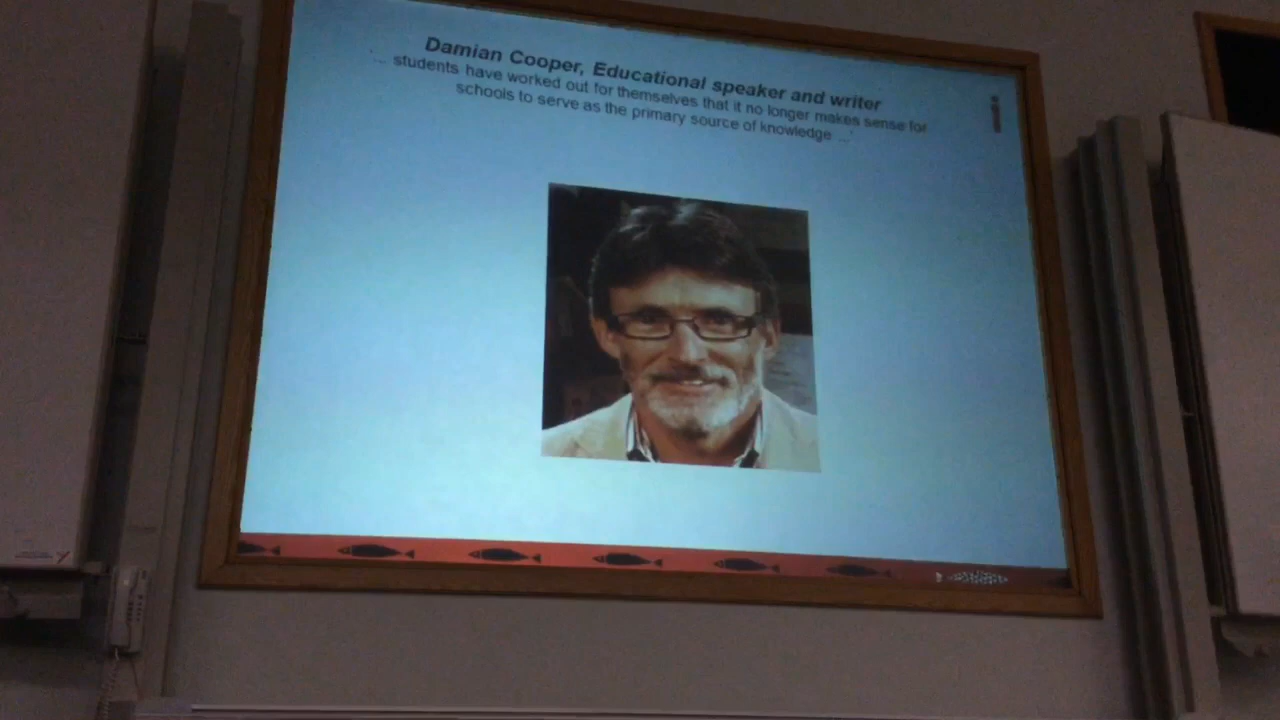 Damian Cooper, Educational speaker and writer
... students have worked out for themselves that it no longer makes sense for
schools to serve as the primary source of knowledge ...
i